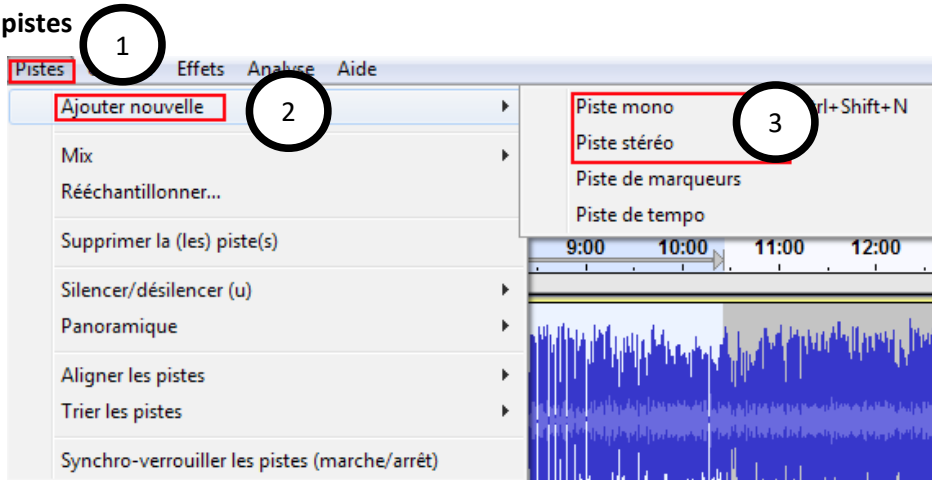 pistes
1
Pistes Effets Analyse Aide
Ajouter nouvelle
2
Piste mono rl+Shift+N
3
Piste stéréo
Mix
Piste de marqueurs
Rééchantillonner...
Piste de tempo
Supprimer la (les) piste(s)
9:00 10:00 11:00 12:00
Silencer/désilencer (u)
Panoramique
Aligner les pistes
Trier les pistes
Synchro-verrouiller les pistes (marche/arrêt)